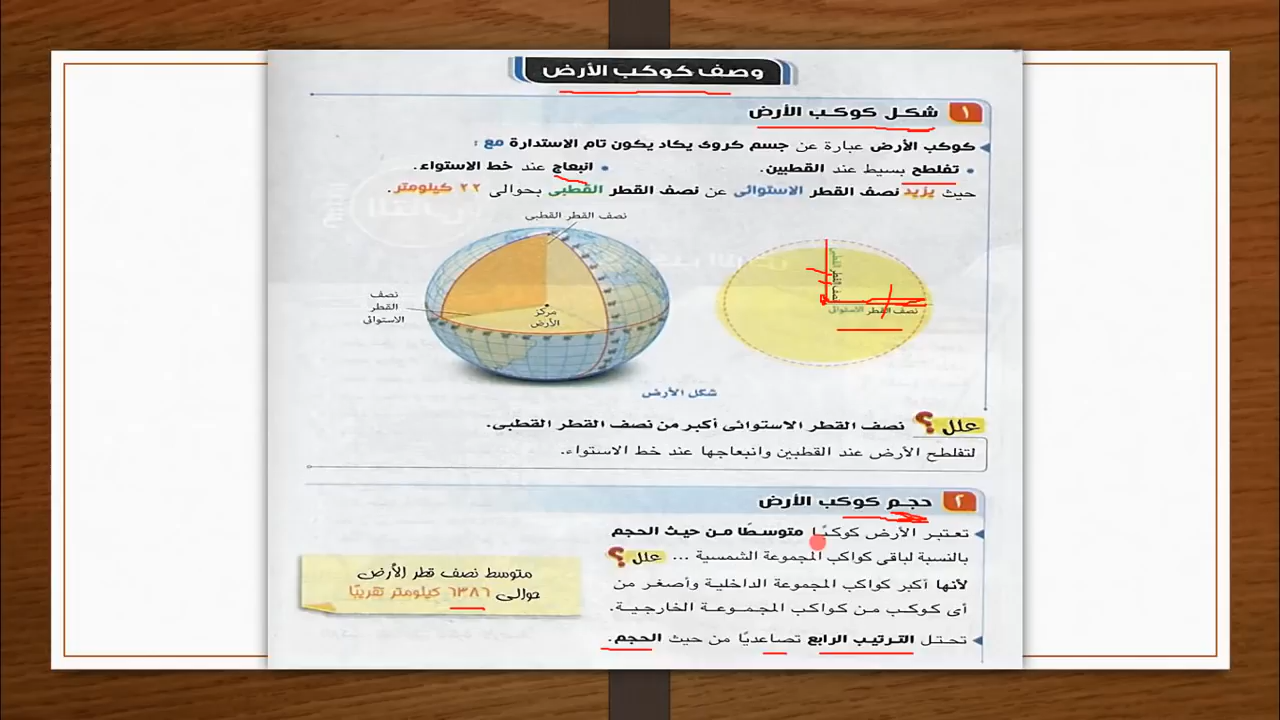 وصف كوكب الأرض
١ شكل كوكب الأرض
كوكب الأرض عبارة عن جسم كروى يكاد يكون تام الاستدارة مع :
• تفلطح بسيط عند القطبين. • انبعاج عند خط الاستواء.
حيث يزيد نصف القطر الاستوائى عن نصف القطر القطبى بحوالى ٢٢ كيلومتر.
نصف القطر القطبى
نصف القطر القطبى
نصف القطر الاستوائى
نصف
القطر
الاستوائى
مركز
الأرض
شكل الأرض
علل ؟ نصف القطر الاستوائى أكبر من نصف القطر القطبى.
لتفلطح الأرض عند القطبين وانبعاجها عند خط الاستواء.
٢ حجم كوكب الأرض
تعتبر الأرض كوكبًا متوسطًا من حيث الحجم
بالنسبة لباقى كواكب المجموعة الشمسية ... علل ؟
لأنها أكبر كواكب المجموعة الداخلية وأصغر من
أى كوكب من كواكب المجموعة الخارجية.
تحتل الترتيب الرابع تصاعديًا من حيث الحجم.
متوسط نصف قطر الأرض
حوالى ٦٣٨٦ كيلومتر تقريبًا